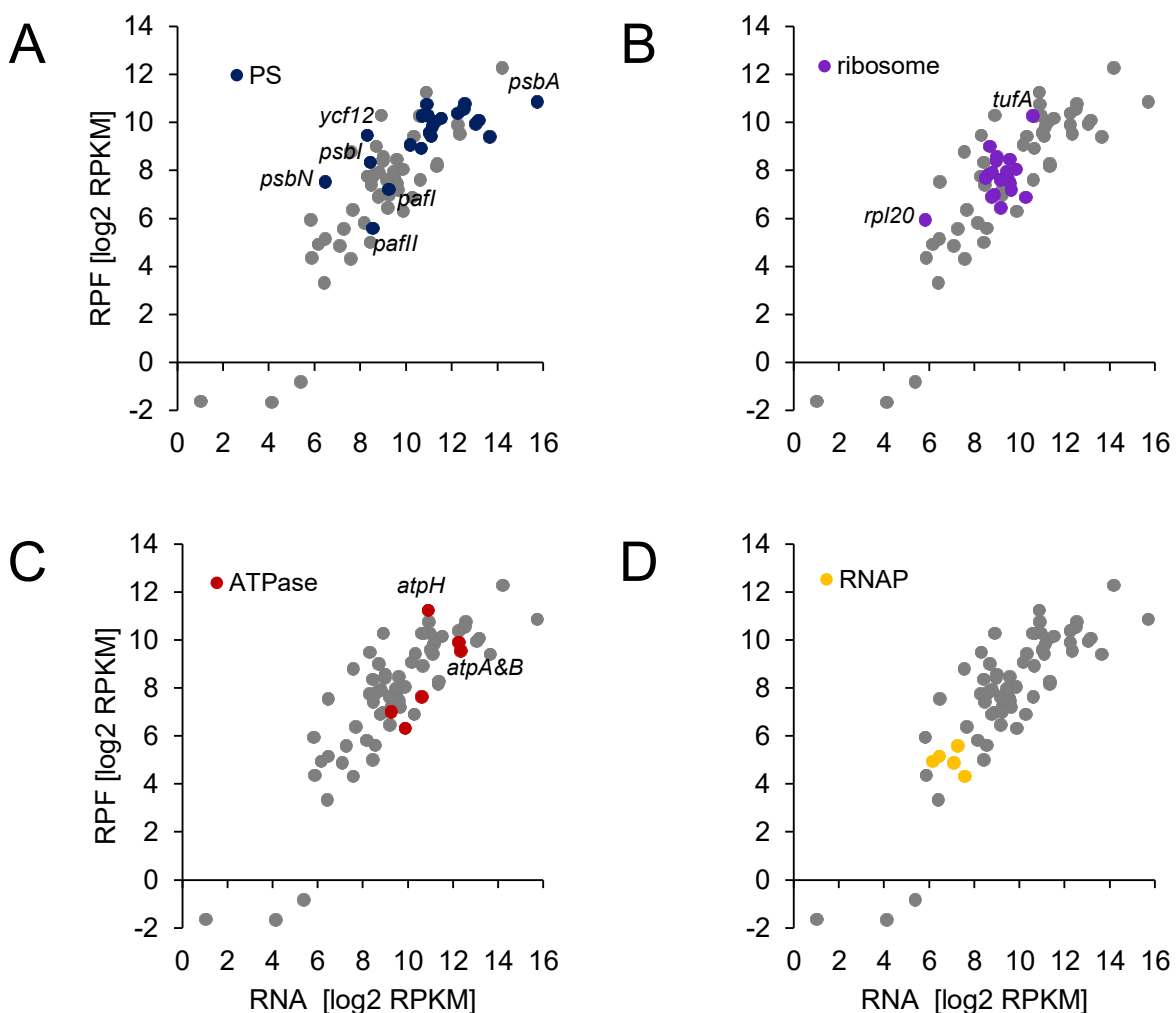 A
PS
psbA
ycf12
psbI
psbN
pafI
pafII
RPF [log2 RPKM]
14
12
10
8
6
4
2
0
-2
0 2 4 6 8 10 12 14 16
B
ribosome
tufA
rpl20
14
12
10
8
6
4
2
0
-2
0 2 4 6 8 10 12 14 16
C
ATPase
atpH
atpA&B
RPF [log2 RPKM]
14
12
10
8
6
4
2
0
-2
0 2 4 6 8 10 12 14 16
RNA [log2 RPKM]
D
RNAP
14
12
10
8
6
4
2
0
-2
0 2 4 6 8 10 12 14 16
RNA [log2 RPKM]